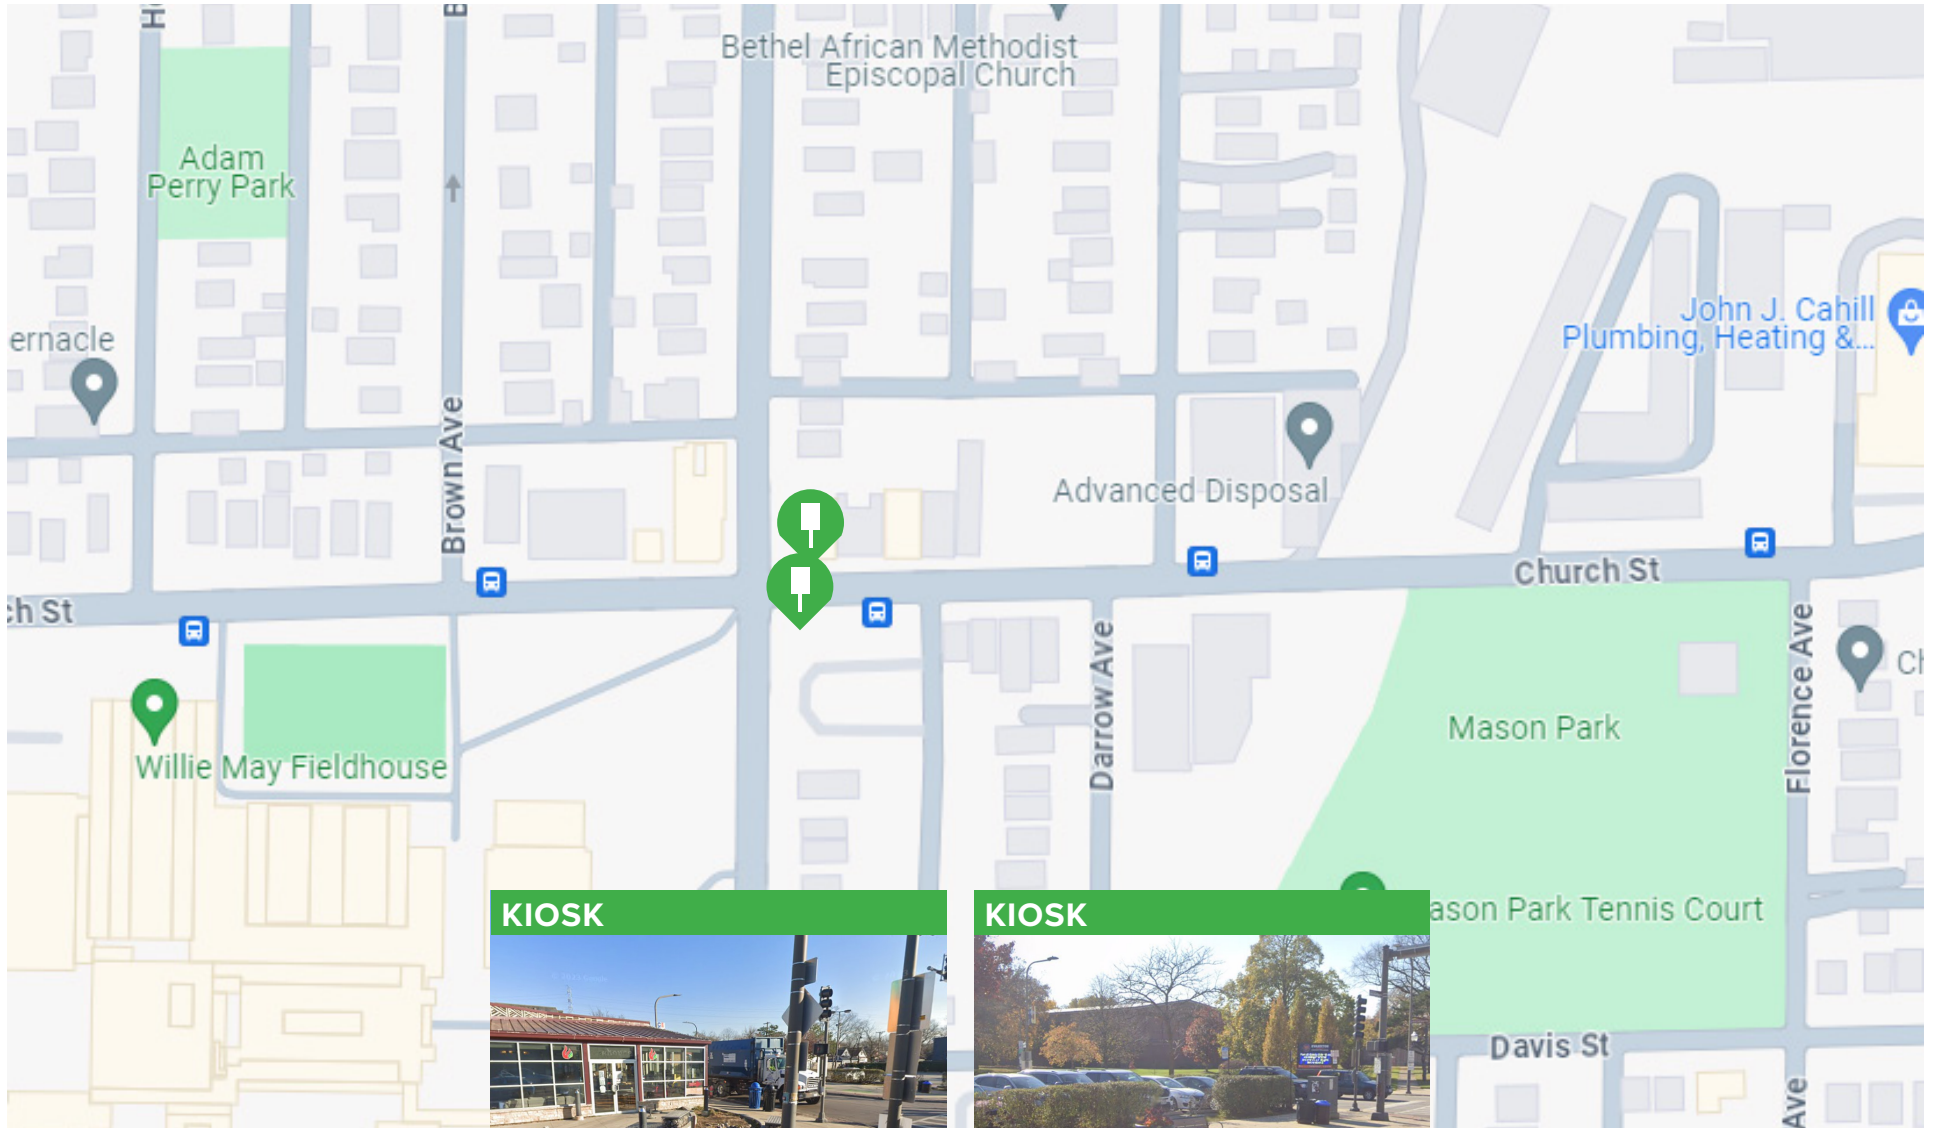 Bethel African Methodist
Episcopal Church
Adam
Perry Park
John J. Cahill
Plumbing, Heating &...
ernacle
Brown Ave
Advanced Disposal
Church St
ch St
Darrow Ave
Florence Ave
Ch
Mason Park
Willie May Fieldhouse
KIOSK
KIOSK
ason Park Tennis Court
Davis St
Ave